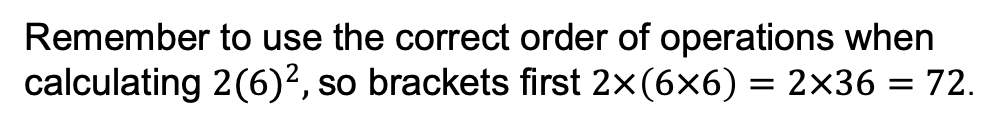 Remember to use the correct order of operations when
calculating 2(6)², so brackets first 2×(6×6) = 2×36 = 72.